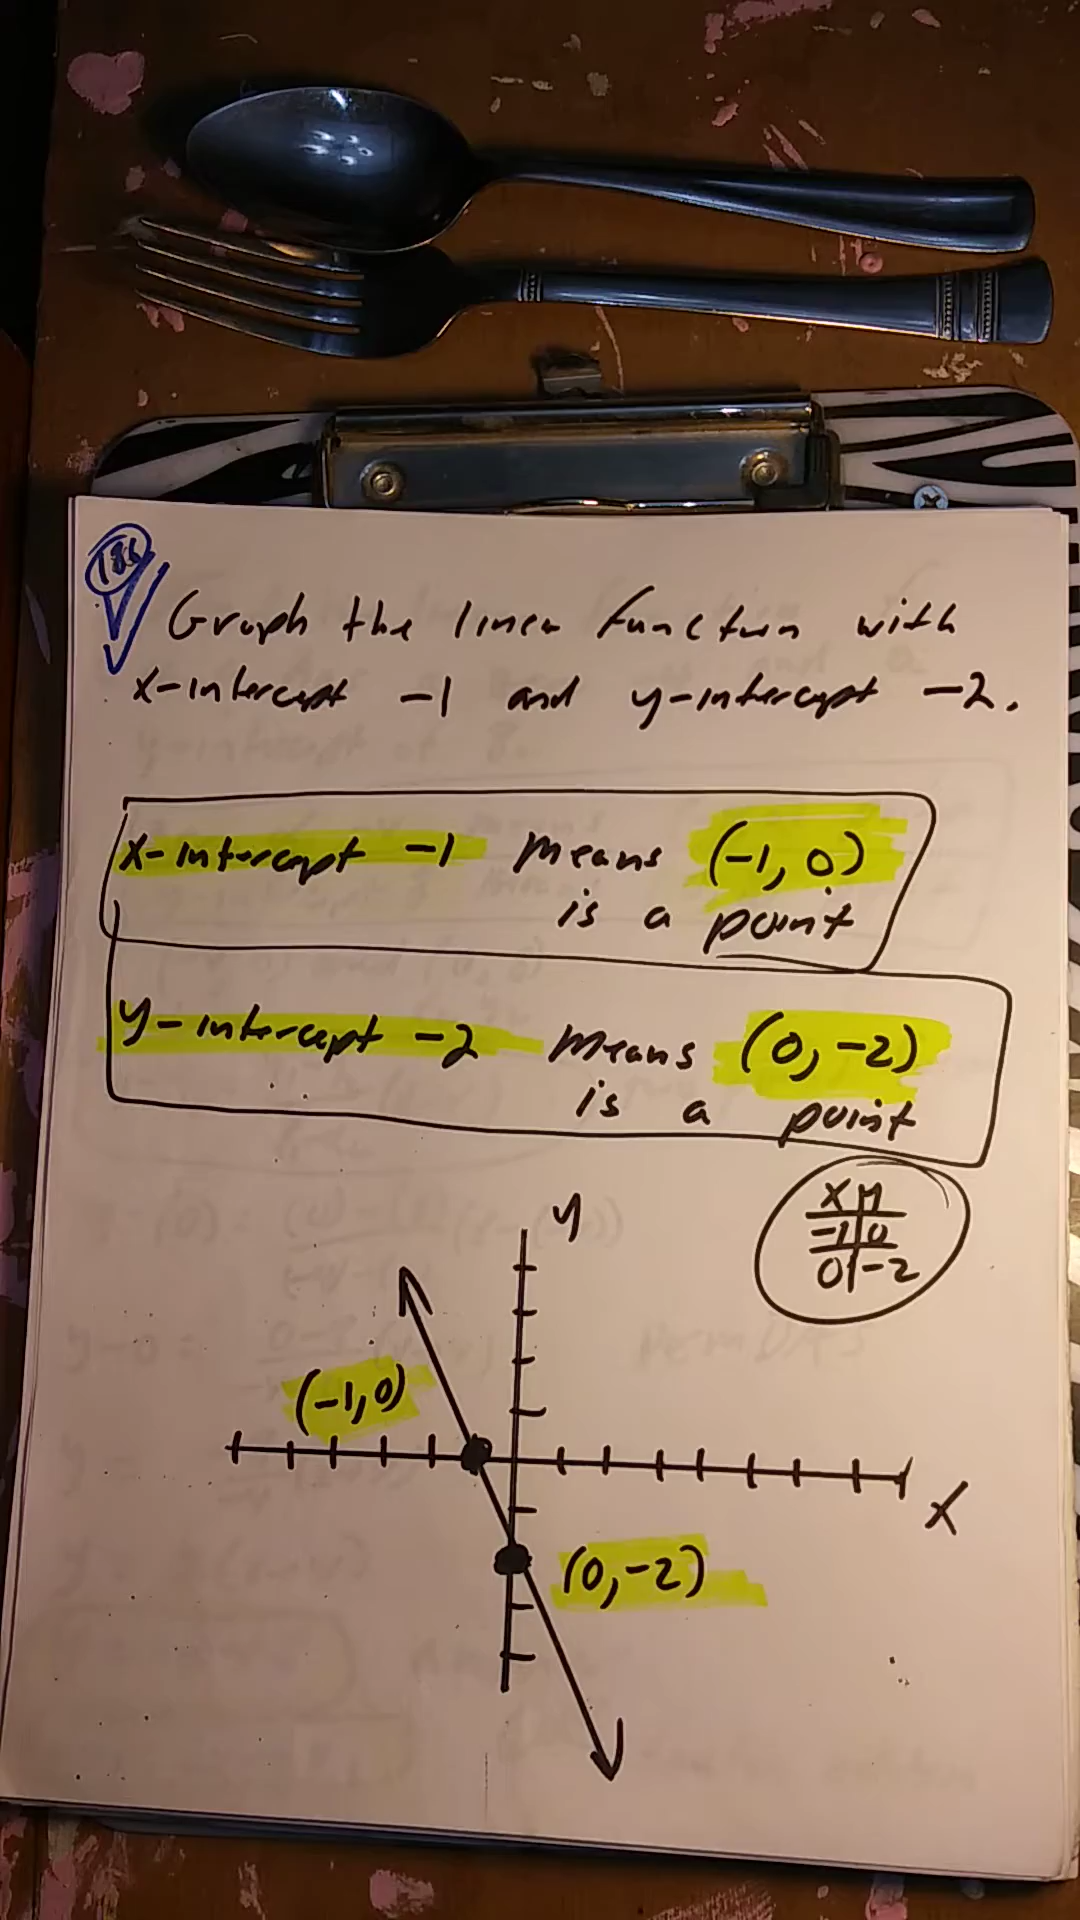 186
Graph the linear function with
x-intercept -1 and y-intercept -2.
x-intercept -1 means (-1, 0)
is a point
y-intercept -2 means (0, -2)
is a point
x y
-1 0
0 -2
y
(-1, 0)
x
(0, -2)